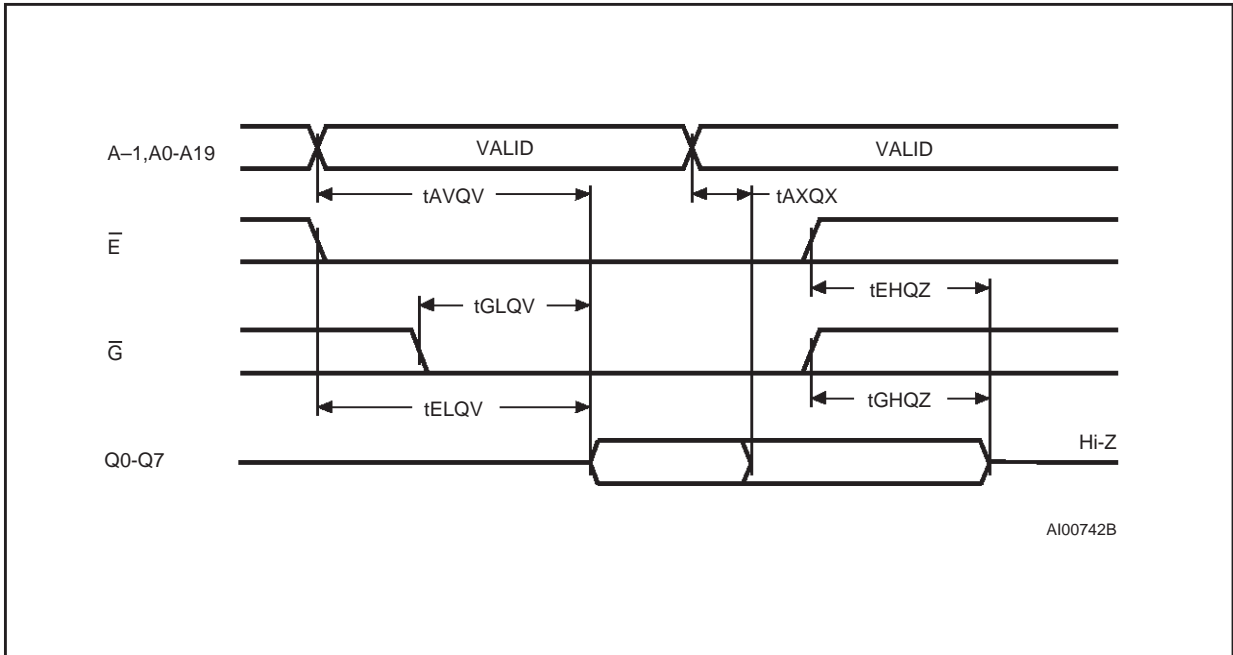 A–1,A0-A19
VALID
VALID
tAVQV
tAXQX
E̅
tEHQZ
tGLQV
G̅
tGHQZ
tELQV
Q0-Q7
Hi-Z
AI00742B